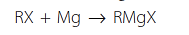 RX + Mg → RMgX